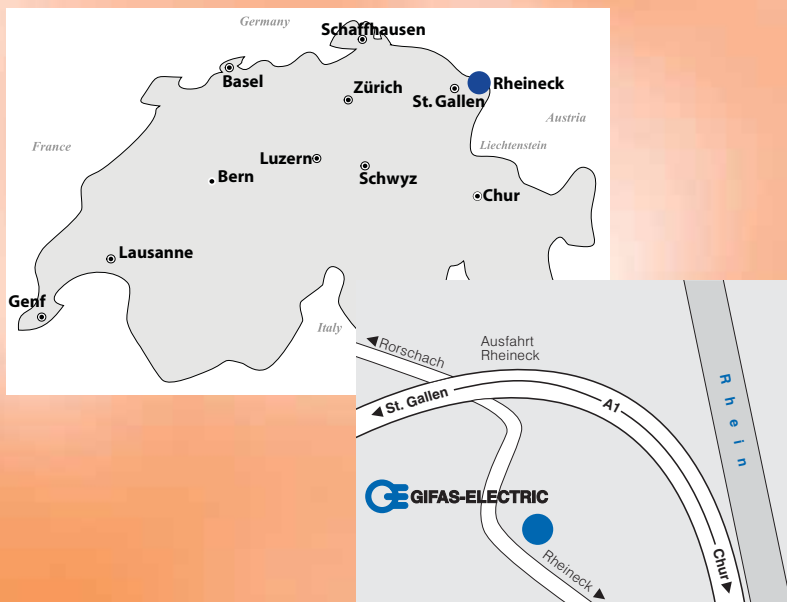 Germany
Schaffhausen
Basel
Zürich
St. Gallen
Rheineck
Austria
France
Liechtenstein
Luzern
Bern
Schwyz
Chur
Lausanne
Genf
Italy
Rorschach
Ausfahrt
Rheineck
St. Gallen
A1
Rhein
GIFAS-ELECTRIC
Rheineck
Chur